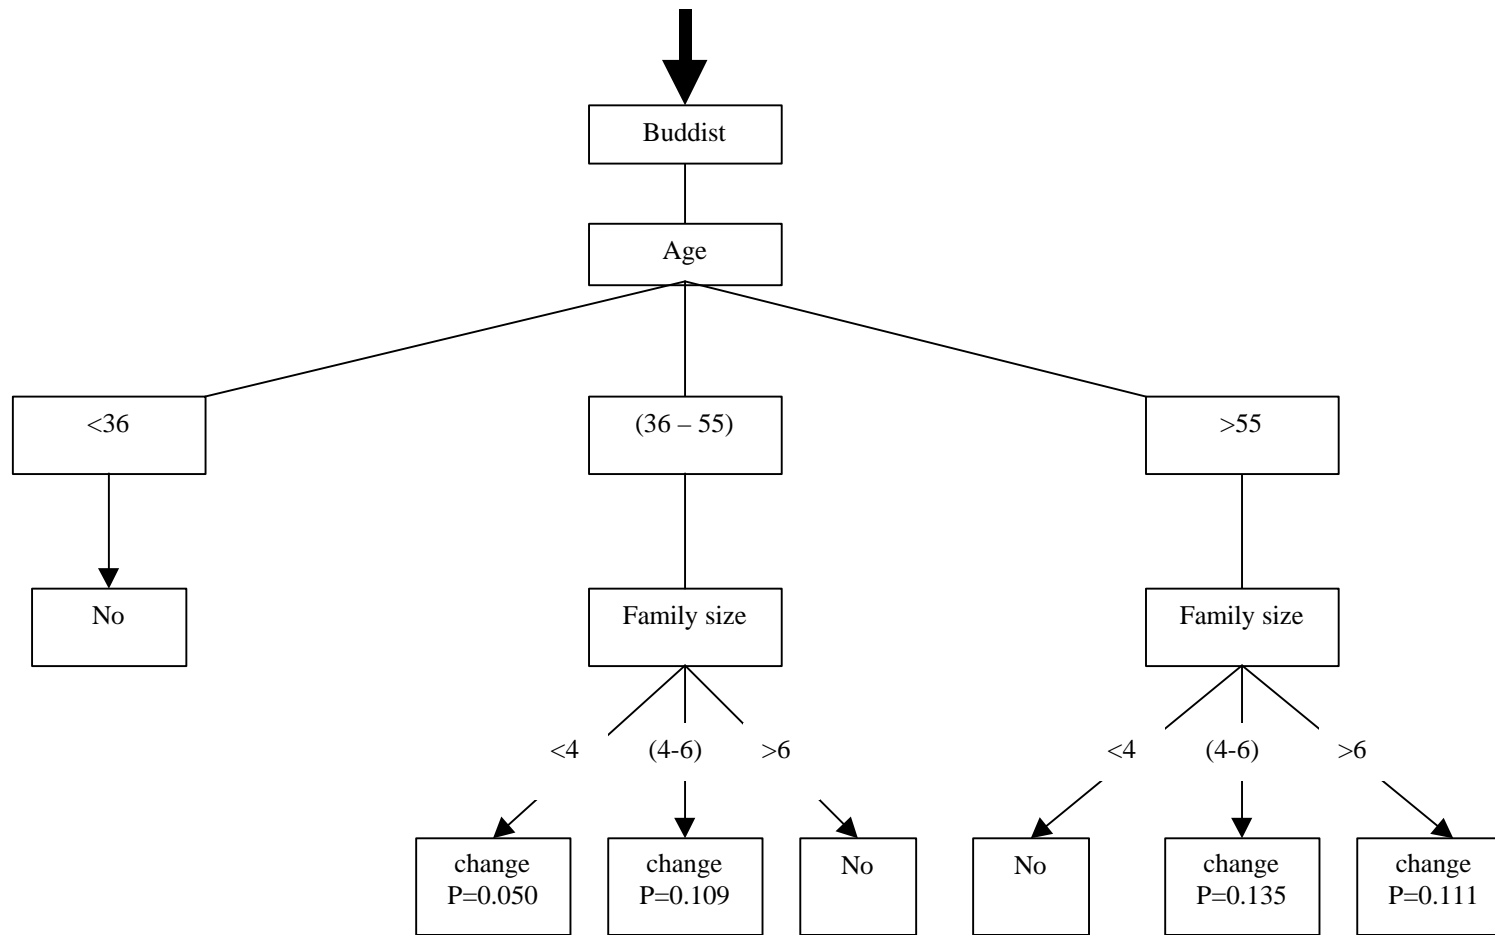 Buddist
Age
<36
(36 – 55)
>55
No
Family size
Family size
<4
(4-6)
>6
<4
(4-6)
>6
change
P=0.050
change
P=0.109
No
No
change
P=0.135
change
P=0.111